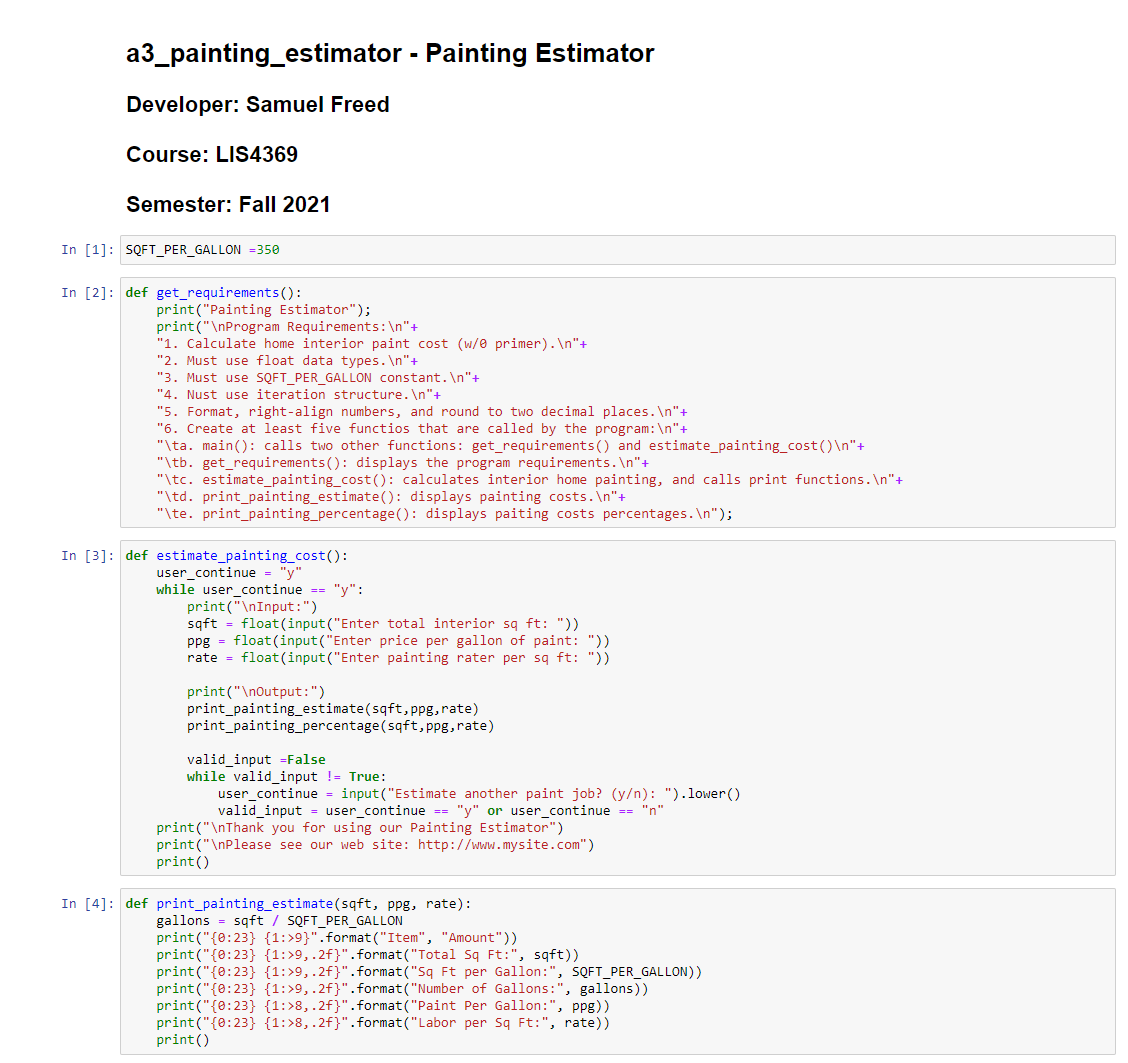 a3_painting_estimator - Painting Estimator
Developer: Samuel Freed
Course: LIS4369
Semester: Fall 2021
In [1]: SQFT_PER_GALLON =350
In [2]: def get_requirements():
    print("Painting Estimator");
    print("\nProgram Requirements:\n"+
    "1. Calculate home interior paint cost (w/0 primer).\n"+
    "2. Must use float data types.\n"+
    "3. Must use SQFT_PER_GALLON constant.\n"+
    "4. Nust use iteration structure.\n"+
    "5. Format, right-align numbers, and round to two decimal places.\n"+
    "6. Create at least five functios that are called by the program:\n"+
    "\ta. main(): calls two other functions: get_requirements() and estimate_painting_cost()\n"+
    "\tb. get_requirements(): displays the program requirements.\n"+
    "\tc. estimate_painting_cost(): calculates interior home painting, and calls print functions.\n"+
    "\td. print_painting_estimate(): displays painting costs.\n"+
    "\te. print_painting_percentage(): displays paiting costs percentages.\n");
In [3]: def estimate_painting_cost():
    user_continue = "y"
    while user_continue == "y":
        print("\nInput:")
        sqft = float(input("Enter total interior sq ft: "))
        ppg = float(input("Enter price per gallon of paint: "))
        rate = float(input("Enter painting rater per sq ft: "))
        print("\nOutput:")
        print_painting_estimate(sqft,ppg,rate)
        print_painting_percentage(sqft,ppg,rate)
        valid_input =False
        while valid_input != True:
            user_continue = input("Estimate another paint job? (y/n): ").lower()
            valid_input = user_continue == "y" or user_continue == "n"
    print("\nThank you for using our Painting Estimator")
    print("\nPlease see our web site: http://www.mysite.com")
    print()
In [4]: def print_painting_estimate(sqft, ppg, rate):
    gallons = sqft / SQFT_PER_GALLON
    print("{0:23} {1:>9}".format("Item", "Amount"))
    print("{0:23} {1:>9,.2f}".format("Total Sq Ft:", sqft))
    print("{0:23} {1:>9,.2f}".format("Sq Ft per Gallon:", SQFT_PER_GALLON))
    print("{0:23} {1:>9,.2f}".format("Number of Gallons:", gallons))
    print("{0:23} {1:>8,.2f}".format("Paint Per Gallon:", ppg))
    print("{0:23} {1:>8,.2f}".format("Labor per Sq Ft:", rate))
    print()